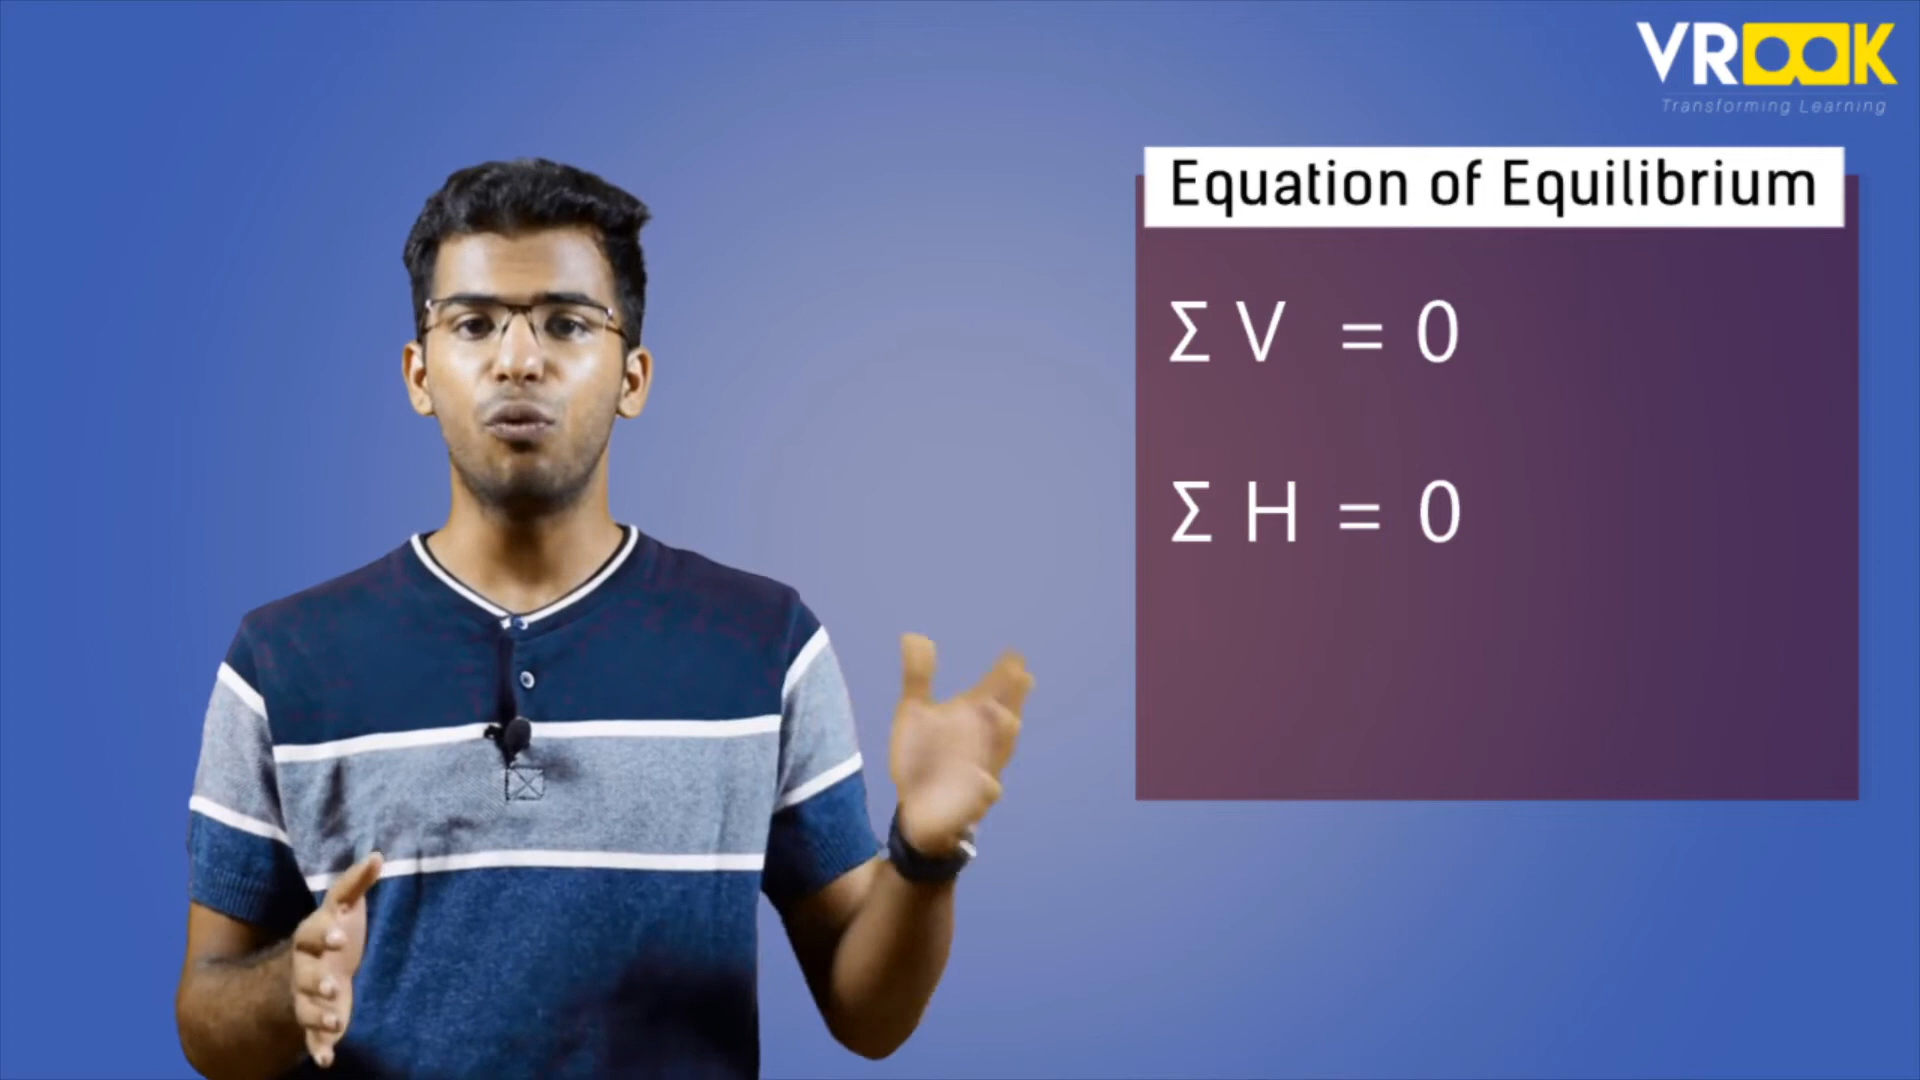 VROOK
Transforming Learning
Equation of Equilibrium
Σ V = 0
Σ H = 0